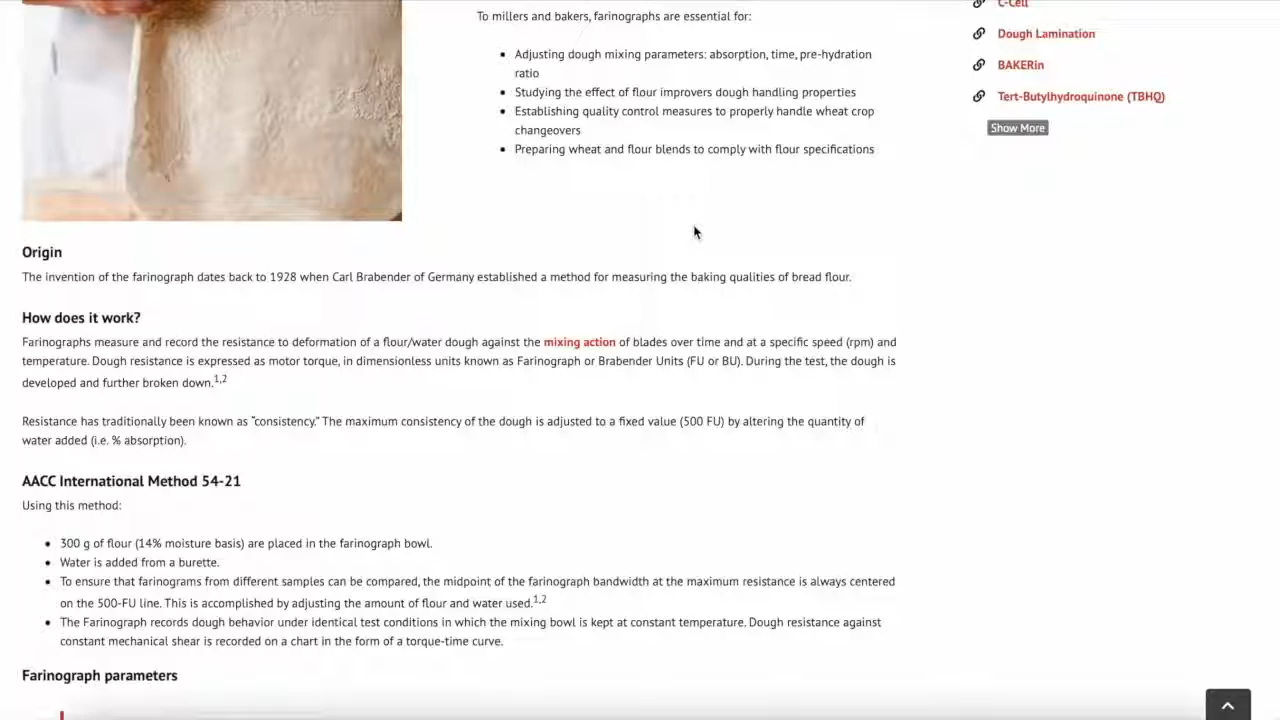 To millers and bakers, farinographs are essential for:
Adjusting dough mixing parameters: absorption, time, pre-hydration
ratio
Studying the effect of flour improvers dough handling properties
Establishing quality control measures to properly handle wheat crop
changeovers
Preparing wheat and flour blends to comply with flour specifications
C-Cell
Dough Lamination
BAKERin
Tert-Butylhydroquinone (TBHQ)
Show More
Origin
The invention of the farinograph dates back to 1928 when Carl Brabender of Germany established a method for measuring the baking qualities of bread flour.
How does it work?
Farinographs measure and record the resistance to deformation of a flour/water dough against the mixing action of blades over time and at a specific speed (rpm) and
temperature. Dough resistance is expressed as motor torque, in dimensionless units known as Farinograph or Brabender Units (FU or BU). During the test, the dough is
developed and further broken down.1,2
Resistance has traditionally been known as “consistency.” The maximum consistency of the dough is adjusted to a fixed value (500 FU) by altering the quantity of
water added (i.e. % absorption).
AACC International Method 54-21
Using this method:
300 g of flour (14% moisture basis) are placed in the farinograph bowl.
Water is added from a burette.
To ensure that farinograms from different samples can be compared, the midpoint of the farinograph bandwidth at the maximum resistance is always centered
on the 500-FU line. This is accomplished by adjusting the amount of flour and water used.1,2
The Farinograph records dough behavior under identical test conditions in which the mixing bowl is kept at constant temperature. Dough resistance against
constant mechanical shear is recorded on a chart in the form of a torque-time curve.
Farinograph parameters